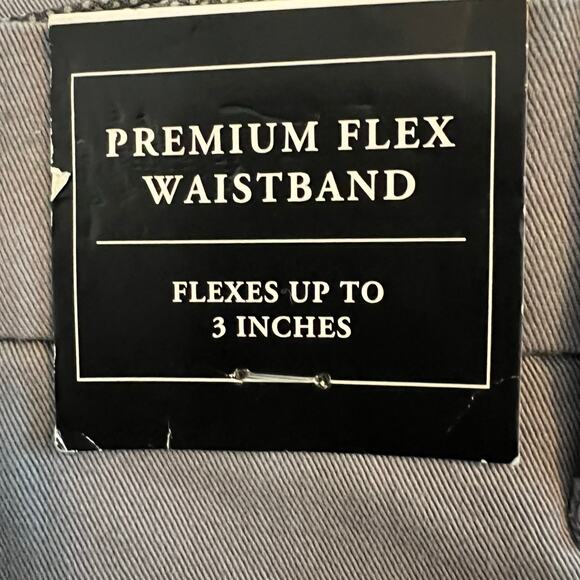 PREMIUM FLEX
WAISTBAND
FLEXES UP TO
3 INCHES